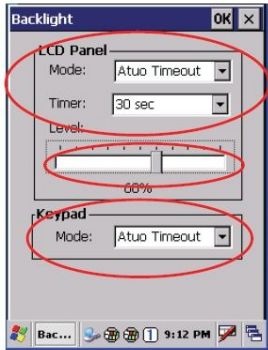 Backlight OK ×
LCD Panel
Mode: Atuo Timeout
Timer: 30 sec
Level:
60%
Keypad
Mode: Atuo Timeout
Bac... 1 9:12 PM